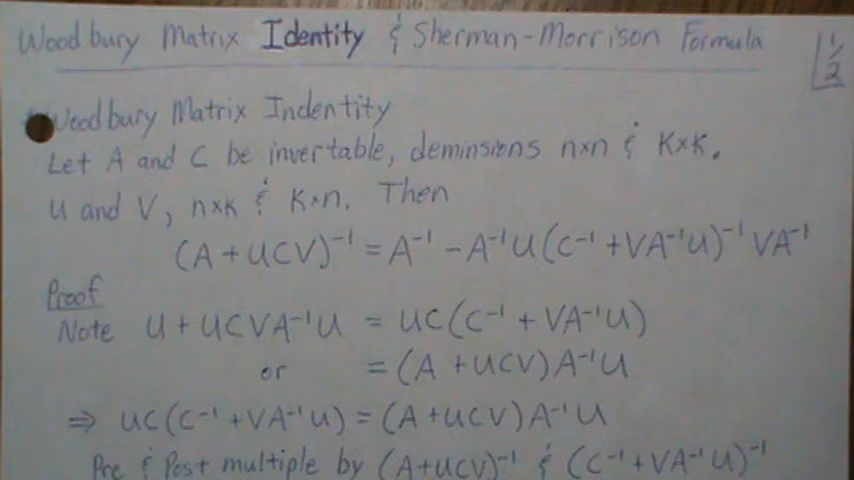 Woodbury Matrix Identity & Sherman-Morrison Formula
1/2
Woodbury Matrix Indentity
Let A and C be invertable, deminsions n×n & K×K.
U and V, n×K & K×n. Then
(A+UCV)⁻¹ = A⁻¹ - A⁻¹U(C⁻¹ + VA⁻¹U)⁻¹ VA⁻¹
Proof
Note U + UCVA⁻¹U = UC(C⁻¹ + VA⁻¹U)
or = (A + UCV)A⁻¹U
⇒ UC(C⁻¹ + VA⁻¹U) = (A + UCV)A⁻¹U
Pre & Post multiple by (A+UCV)⁻¹ & (C⁻¹ + VA⁻¹U)⁻¹